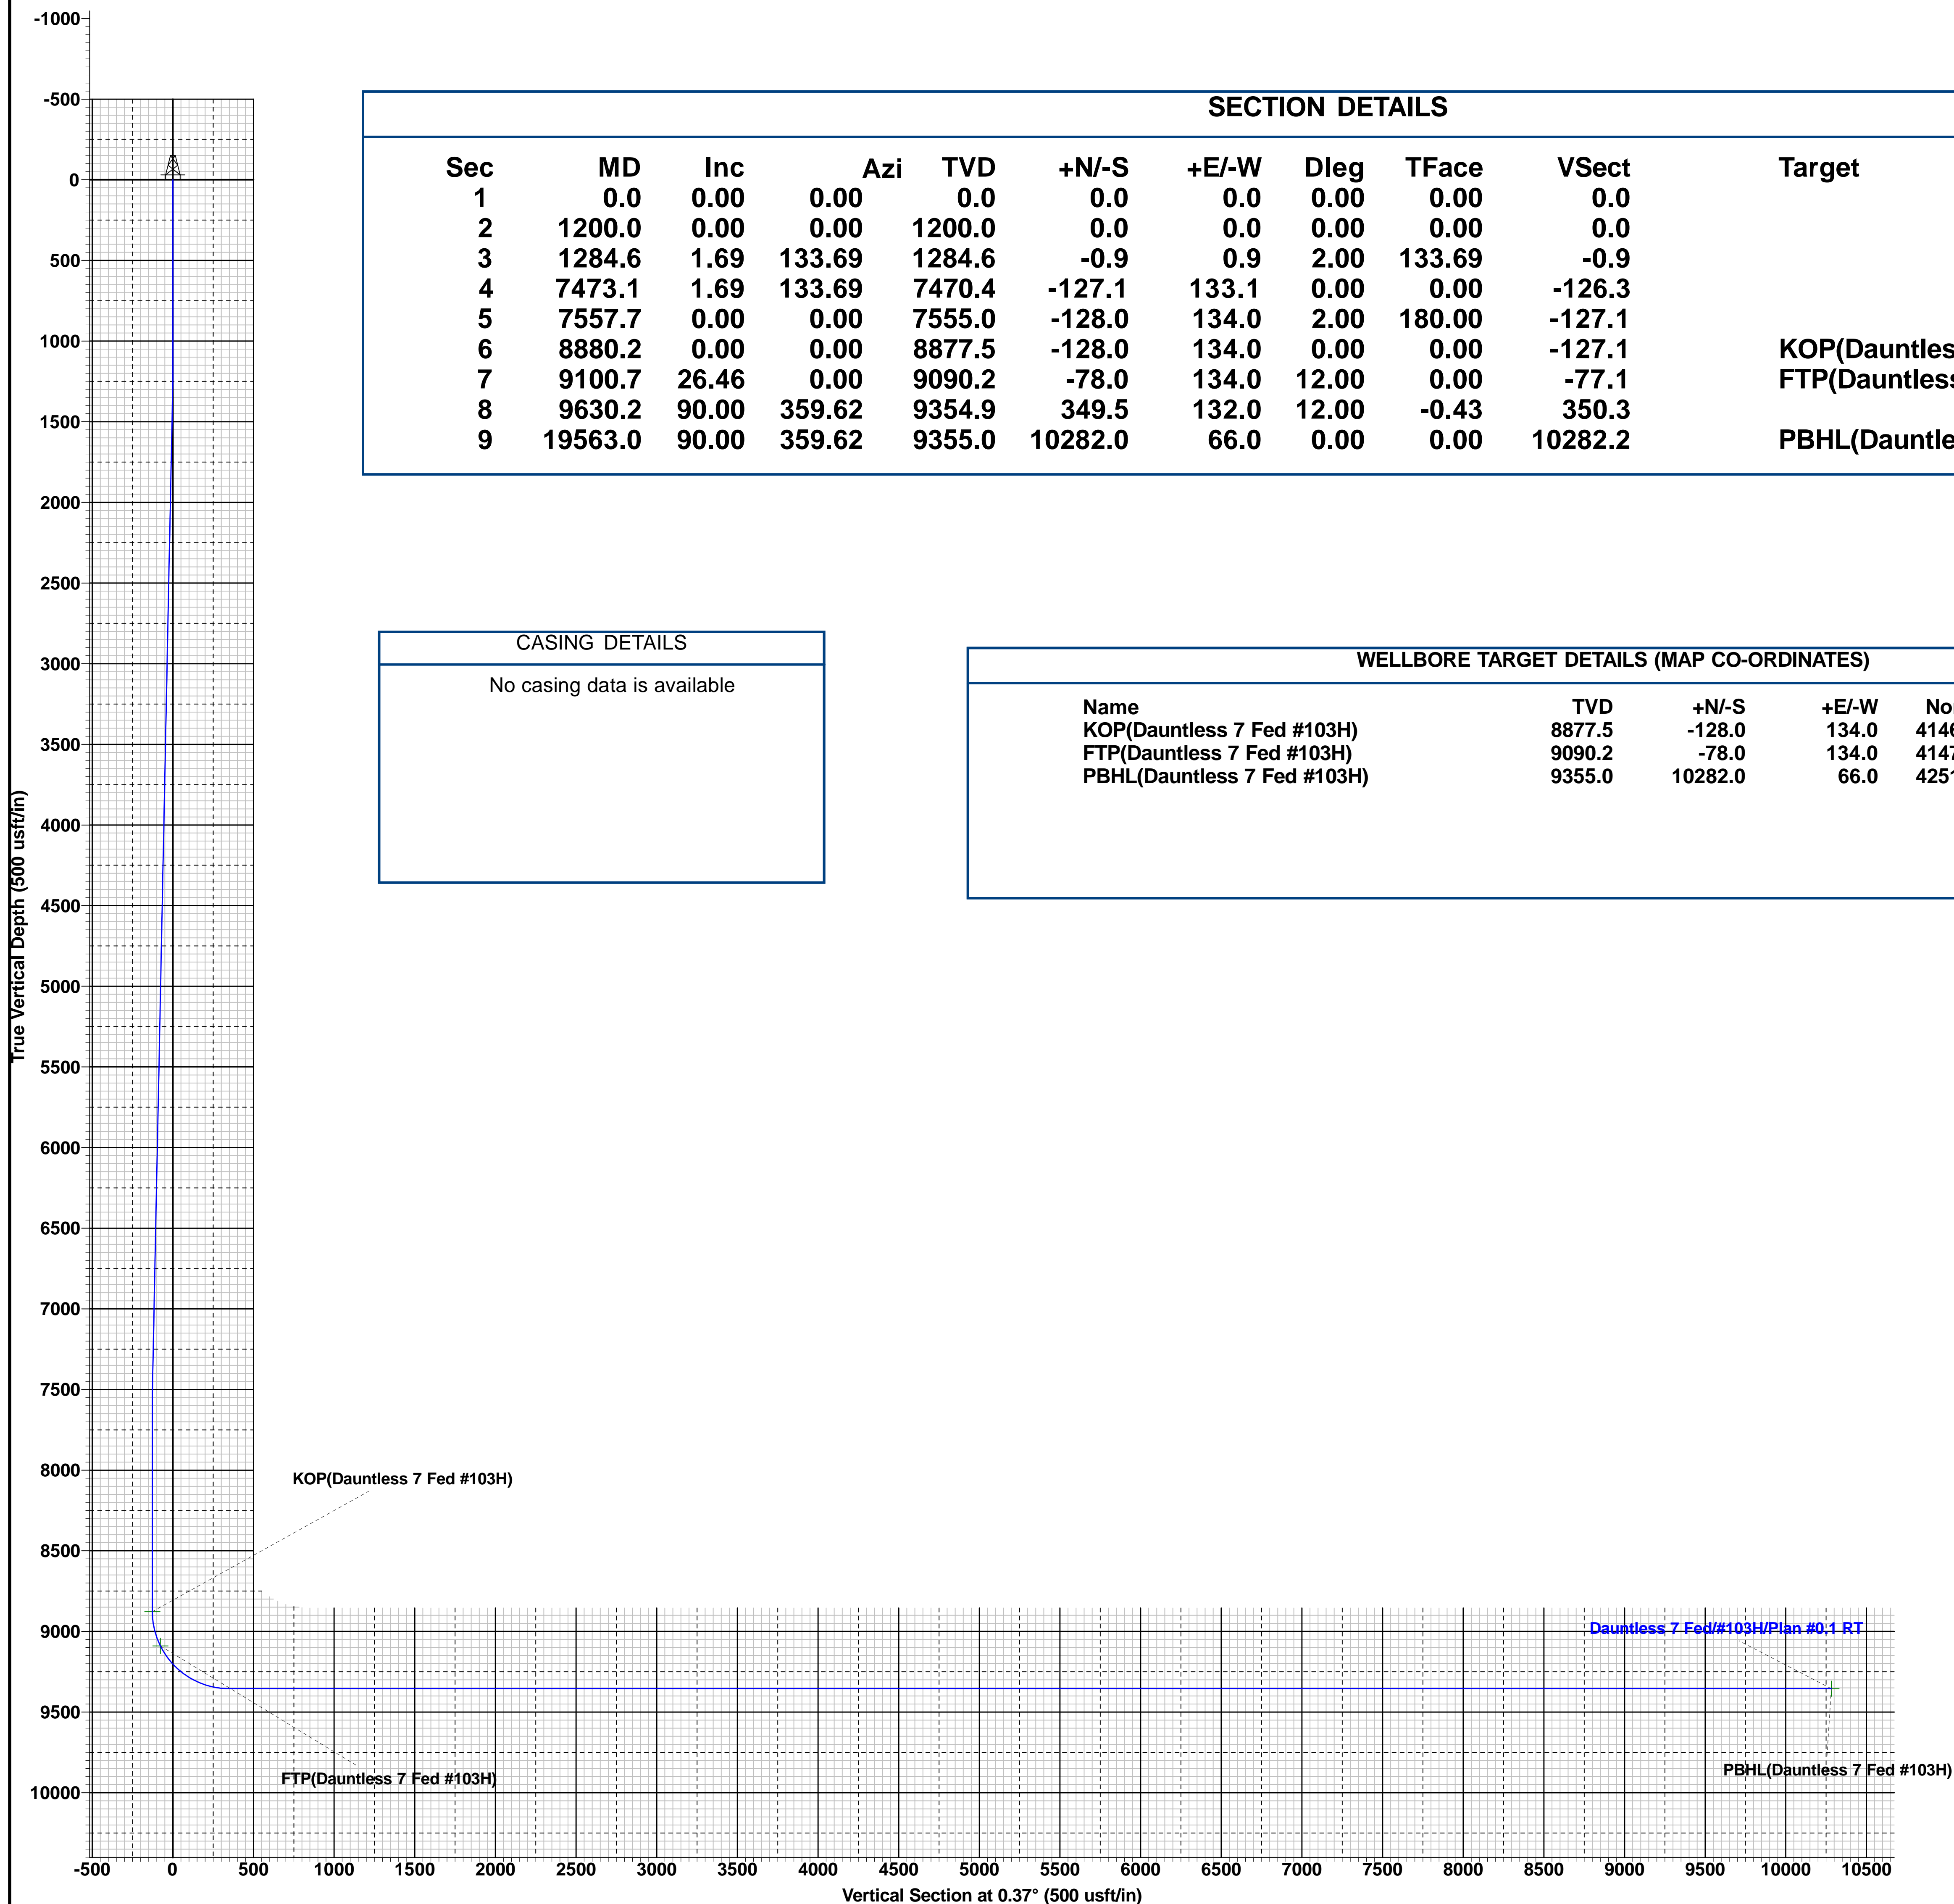 -1000
-500
0
500
1000
1500
2000
2500
3000
3500
4000
4500
5000
5500
6000
6500
7000
7500
8000
8500
9000
9500
10000
True Vertical Depth (500 usft/in)
SECTION DETAILS
Sec MD Inc Azi TVD +N/-S +E/-W Dleg TFace VSect Target
1 0.0 0.00 0.00 0.0 0.0 0.0 0.00 0.00 0.0
2 1200.0 0.00 0.00 1200.0 0.0 0.0 0.00 0.00 0.0
3 1284.6 1.69 133.69 1284.6 -0.9 0.9 2.00 133.69 -0.9
4 7473.1 1.69 133.69 7470.4 -127.1 133.1 0.00 0.00 -126.3
5 7557.7 0.00 0.00 7555.0 -128.0 134.0 2.00 180.00 -127.1
6 8880.2 0.00 0.00 8877.5 -128.0 134.0 0.00 0.00 -127.1 KOP(Dauntles
7 9100.7 26.46 0.00 9090.2 -78.0 134.0 12.00 0.00 -77.1 FTP(Dauntless
8 9630.2 90.00 359.62 9354.9 349.5 132.0 12.00 -0.43 350.3
9 19563.0 90.00 359.62 9355.0 10282.0 66.0 0.00 0.00 10282.2 PBHL(Dauntle
CASING DETAILS
No casing data is available
WELLBORE TARGET DETAILS (MAP CO-ORDINATES)
Name TVD +N/-S +E/-W Nor
KOP(Dauntless 7 Fed #103H) 8877.5 -128.0 134.0 4146
FTP(Dauntless 7 Fed #103H) 9090.2 -78.0 134.0 4147
PBHL(Dauntless 7 Fed #103H) 9355.0 10282.0 66.0 4251
KOP(Dauntless 7 Fed #103H)
Dauntless 7 Fed/#103H/Plan #0.1 RT
FTP(Dauntless 7 Fed #103H)
PBHL(Dauntless 7 Fed #103H)
-500 0 500 1000 1500 2000 2500 3000 3500 4000 4500 5000 5500 6000 6500 7000 7500 8000 8500 9000 9500 10000 10500
Vertical Section at 0.37° (500 usft/in)